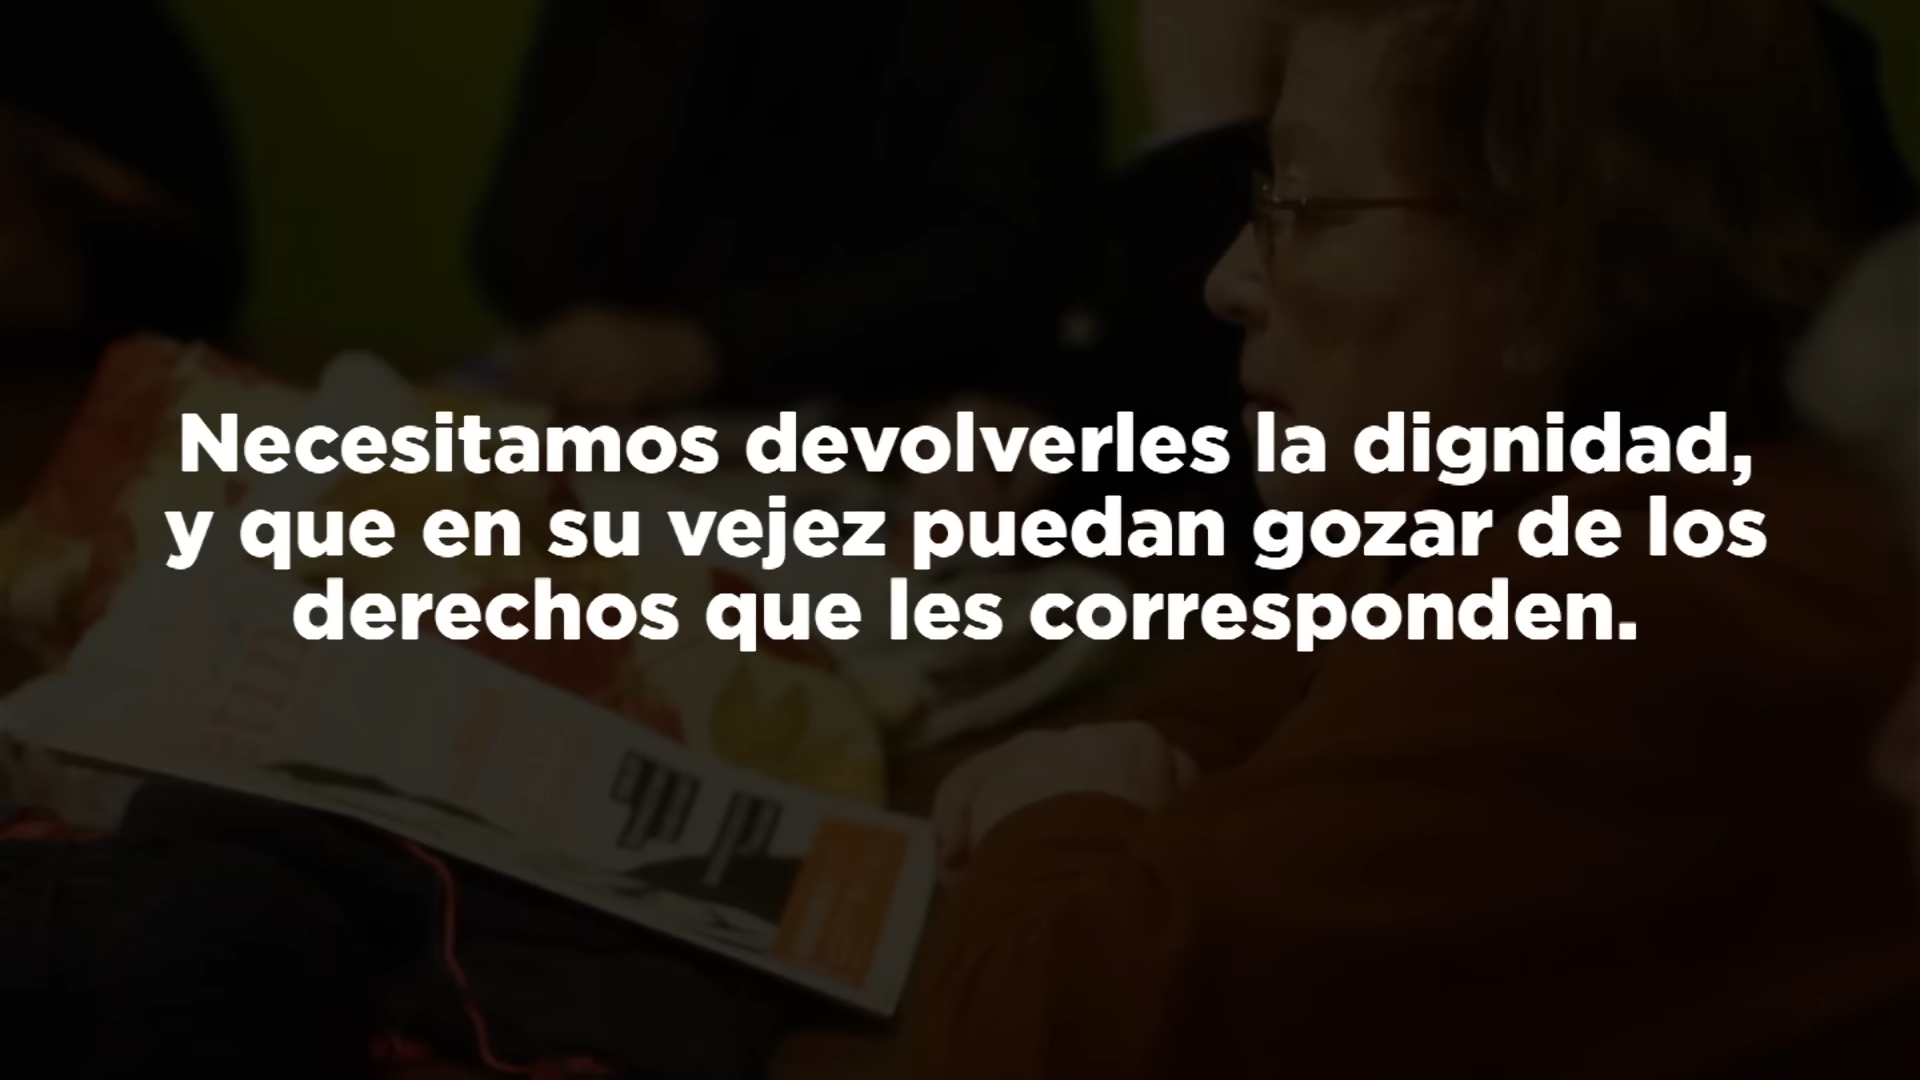 Necesitamos devolverles la dignidad,
y que en su vejez puedan gozar de los
derechos que les corresponden.